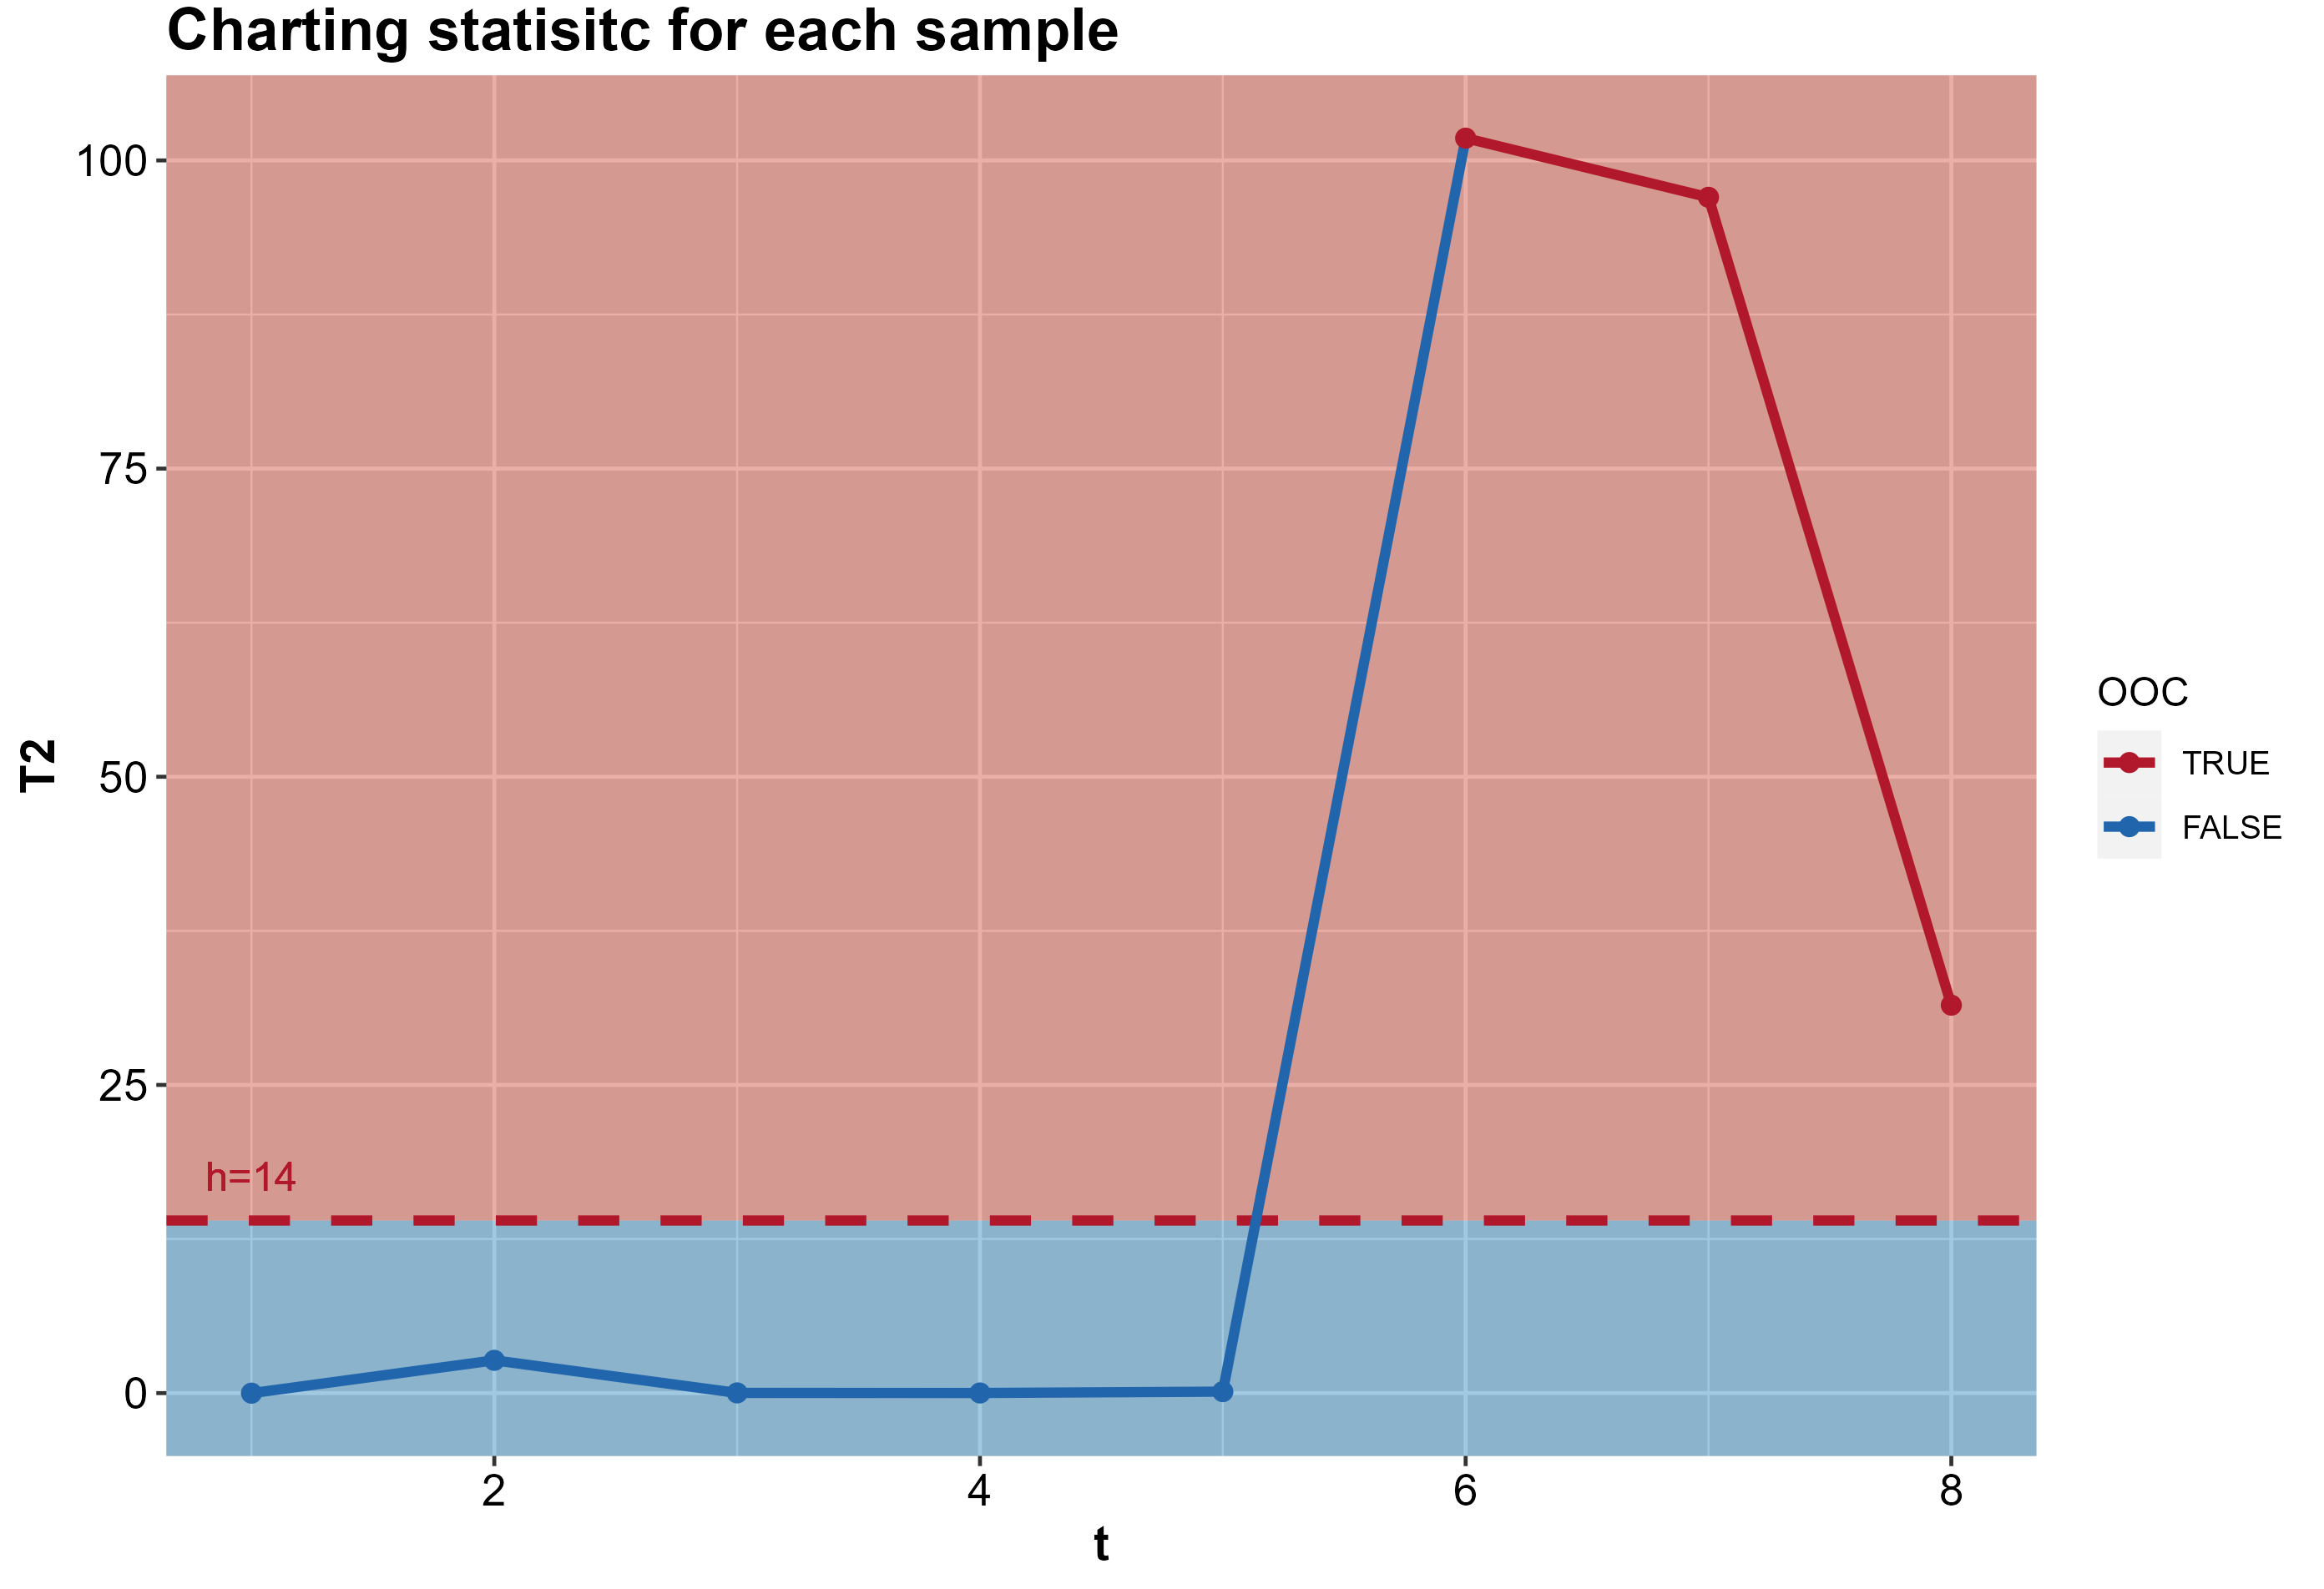 Charting statisitc for each sample
100
75
50
25
0
T2
h=14
2 4 6 8
t
OOC
TRUE
FALSE